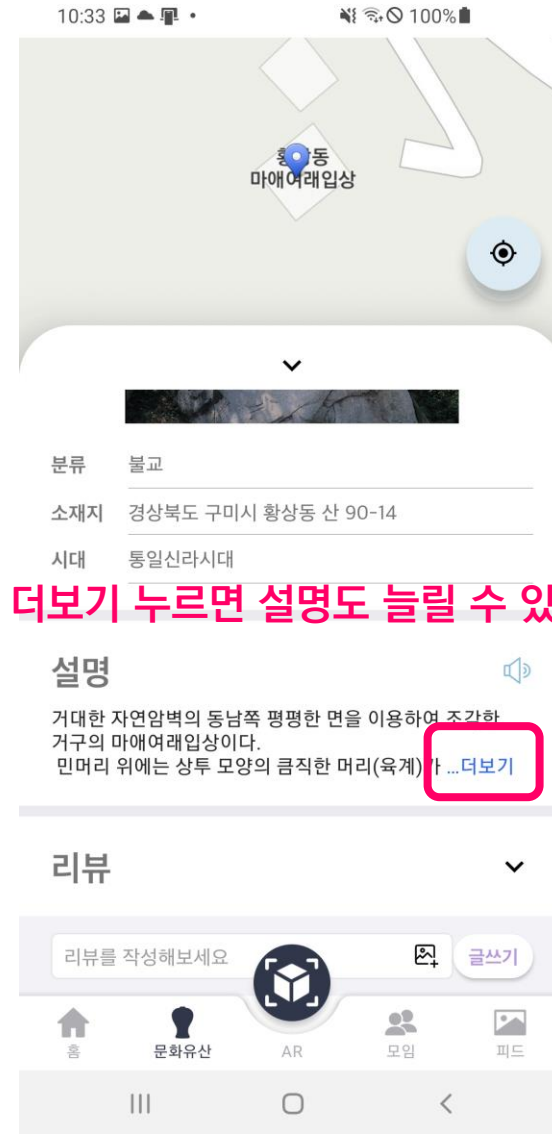 10:33
100%
황상동
마애여래입상
분류 불교
소재지 경상북도 구미시 황상동 산 90-14
시대 통일신라시대
더보기 누르면 설명도 늘릴 수 있
설명
거대한 자연암벽의 동남쪽 평평한 면을 이용하여 조각한
거구의 마애여래입상이다.
민머리 위에는 상투 모양의 큼직한 머리(육계)가 ...더보기
리뷰
리뷰를 작성해보세요
글쓰기
홈
문화유산
AR
모임
피드